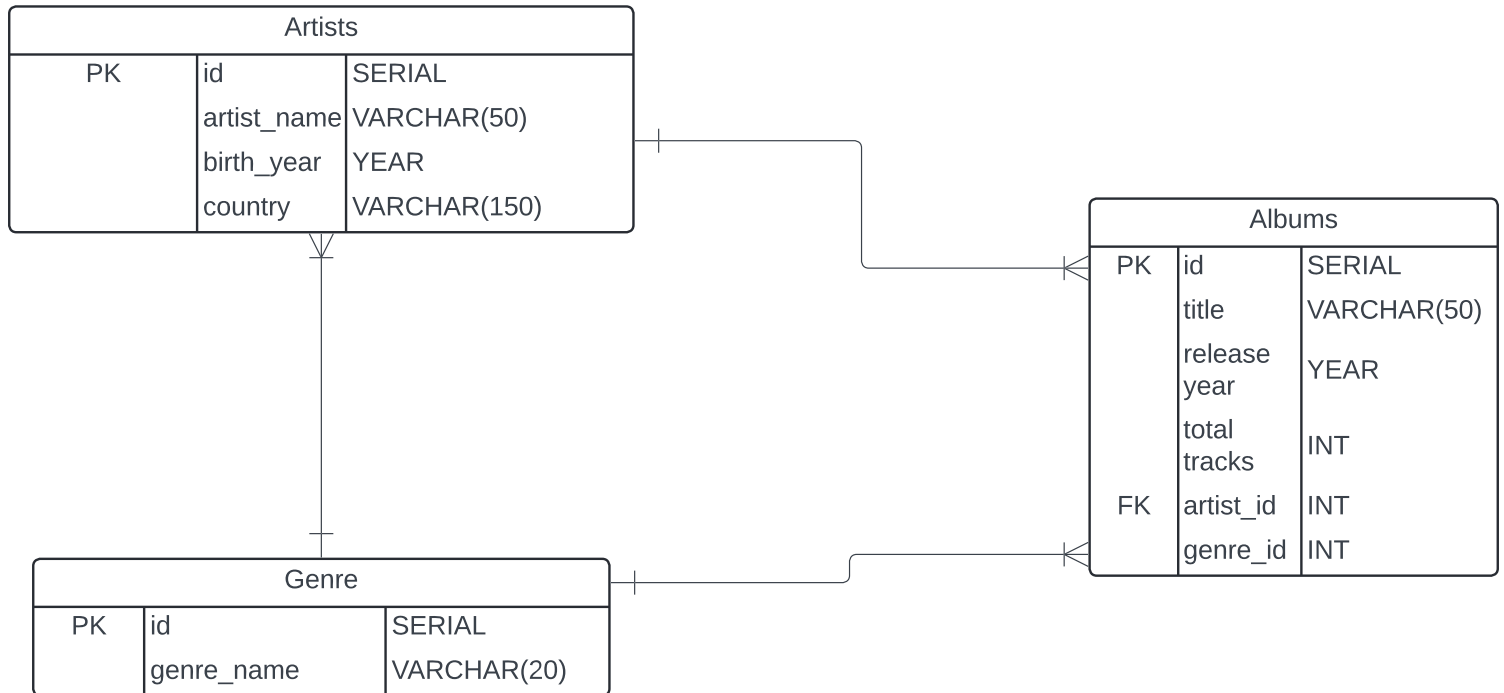 Artists
PK id SERIAL
artist_name VARCHAR(50)
birth_year YEAR
country VARCHAR(150)
Albums
PK id SERIAL
title VARCHAR(50)
release
year YEAR
total
tracks INT
FK artist_id INT
genre_id INT
Genre
PK id SERIAL
genre_name VARCHAR(20)